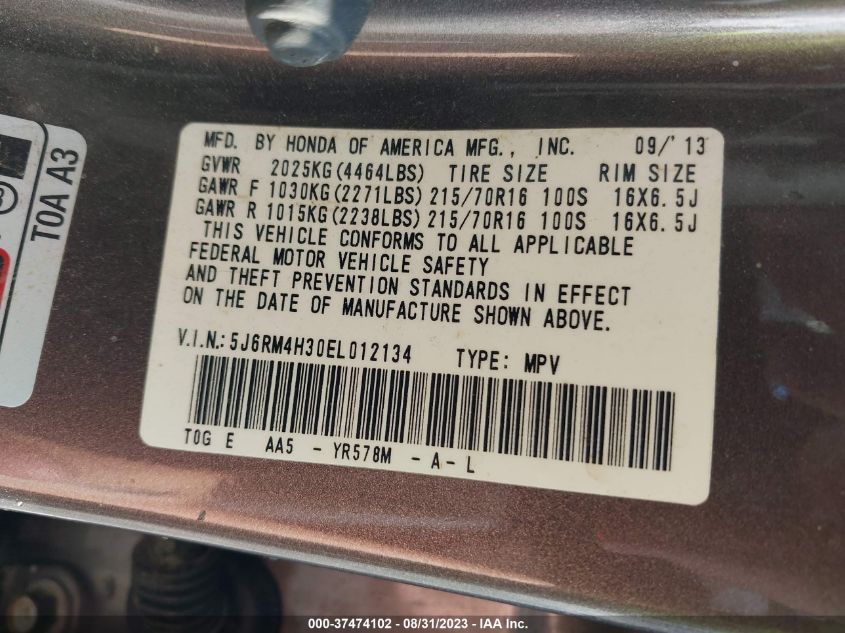 MFD. BY HONDA OF AMERICA MFG., INC. 09/'13
GVWR 2025KG(4464LBS) TIRE SIZE RIM SIZE
GAWR F 1030KG(2271LBS) 215/70R16 100S 16X6.5J
GAWR R 1015KG(2238LBS) 215/70R16 100S 16X6.5J
THIS VEHICLE CONFORMS TO ALL APPLICABLE
FEDERAL MOTOR VEHICLE SAFETY
AND THEFT PREVENTION STANDARDS IN EFFECT
ON THE DATE OF MANUFACTURE SHOWN ABOVE.
V.I.N.: 5J6RM4H30EL012134 TYPE: MPV
T0G E AA5 - YR578M - A - L
T0A A3
000-37474102 - 08/31/2023 - IAA Inc.